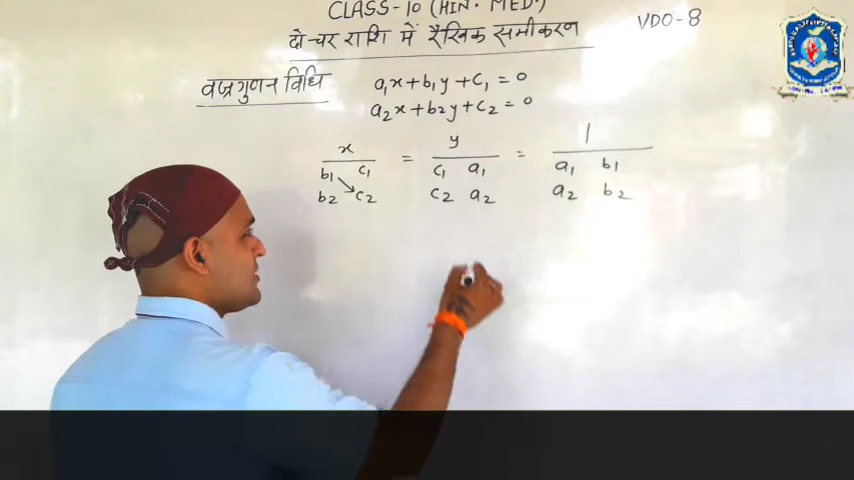 CLASS-10 (HIN. MED.)
दो-चर राशि में रैखिक समीकरण
VDO-8
वज्रगुणन विधि
a₁x+b₁y+C₁ = 0
a₂x+b₂y+C₂ = 0
x = y = 1
b₁ c₁ c₁ a₁ a₁ b₁
b₂ c₂ c₂ a₂ a₂ b₂